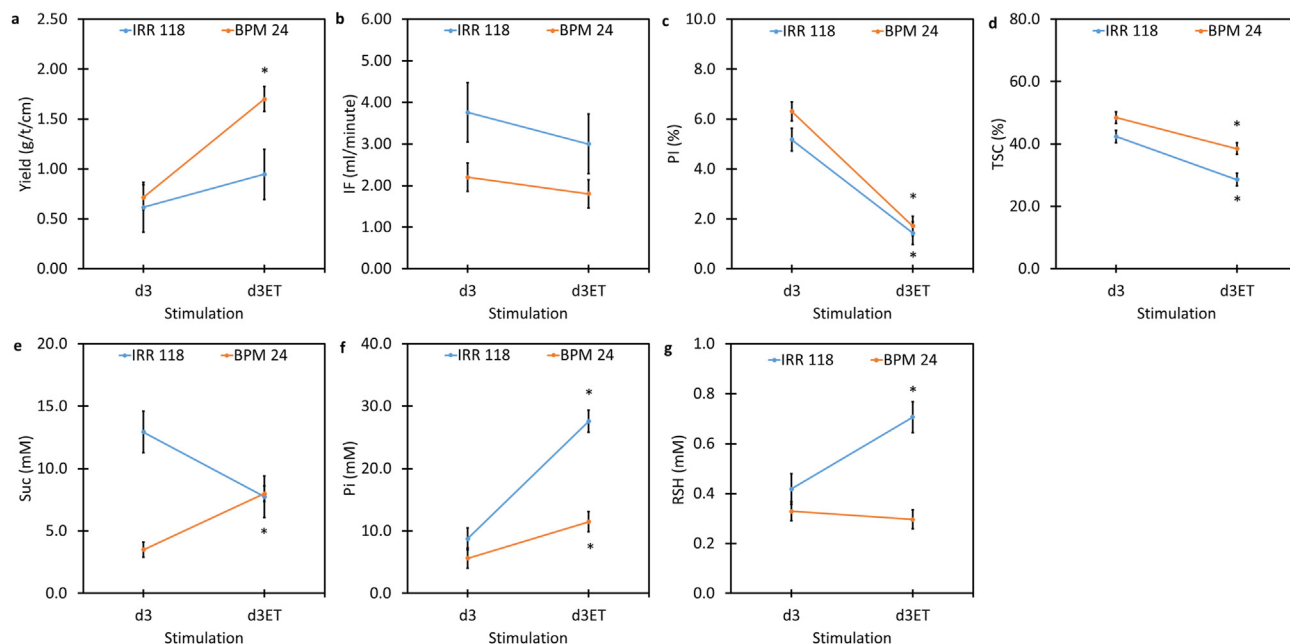 a
IRR 118 BPM 24
2.50
2.00
1.50
1.00
0.50
0.00
Yield (g/t/cm)
*
d3 d3ET
Stimulation
b
IRR 118 BPM 24
6.00
5.00
4.00
3.00
2.00
1.00
0.00
IF (ml/minute)
d3 d3ET
Stimulation
c
IRR 118 BPM 24
10.0
8.0
6.0
4.0
2.0
0.0
PI (%)
*
*
d3 d3ET
Stimulation
d
IRR 118 BPM 24
80.0
60.0
40.0
20.0
0.0
TSC (%)
*
*
d3 d3ET
Stimulation
e
IRR 118 BPM 24
20.0
15.0
10.0
5.0
0.0
Suc (mM)
*
d3 d3ET
Stimulation
f
IRR 118 BPM 24
40.0
30.0
20.0
10.0
0.0
Pi (mM)
*
*
d3 d3ET
Stimulation
g
IRR 118 BPM 24
1.0
0.8
0.6
0.4
0.2
0.0
RSH (mM)
*
d3 d3ET
Stimulation